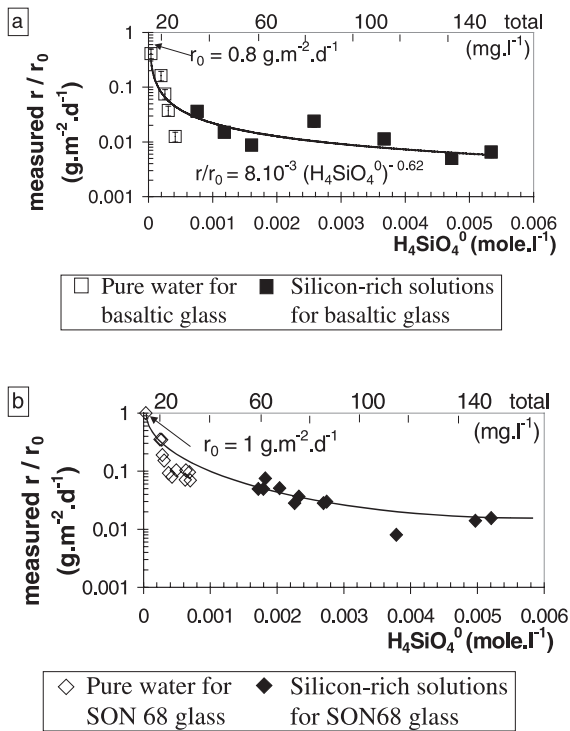 a
20 60 100 140 total
(mg.l⁻¹)
1
0.1
0.01
0.001
measured r / r₀
(g.m⁻².d⁻¹)
r₀ = 0.8 g.m⁻².d⁻¹
r/r₀ = 8.10⁻³ (H₄SiO₄⁰)⁻⁰·⁶²
0 0.001 0.002 0.003 0.004 0.005 0.006
H₄SiO₄⁰ (mole.l⁻¹)
□ Pure water for basaltic glass
■ Silicon-rich solutions for basaltic glass
b
20 60 100 140 total
(mg.l⁻¹)
1
0.1
0.01
0.001
measured r / r₀
(g.m⁻².d⁻¹)
r₀ = 1 g.m⁻².d⁻¹
0 0.001 0.002 0.003 0.004 0.005 0.006
H₄SiO₄⁰ (mole.l⁻¹)
◇ Pure water for SON 68 glass
◆ Silicon-rich solutions for SON68 glass